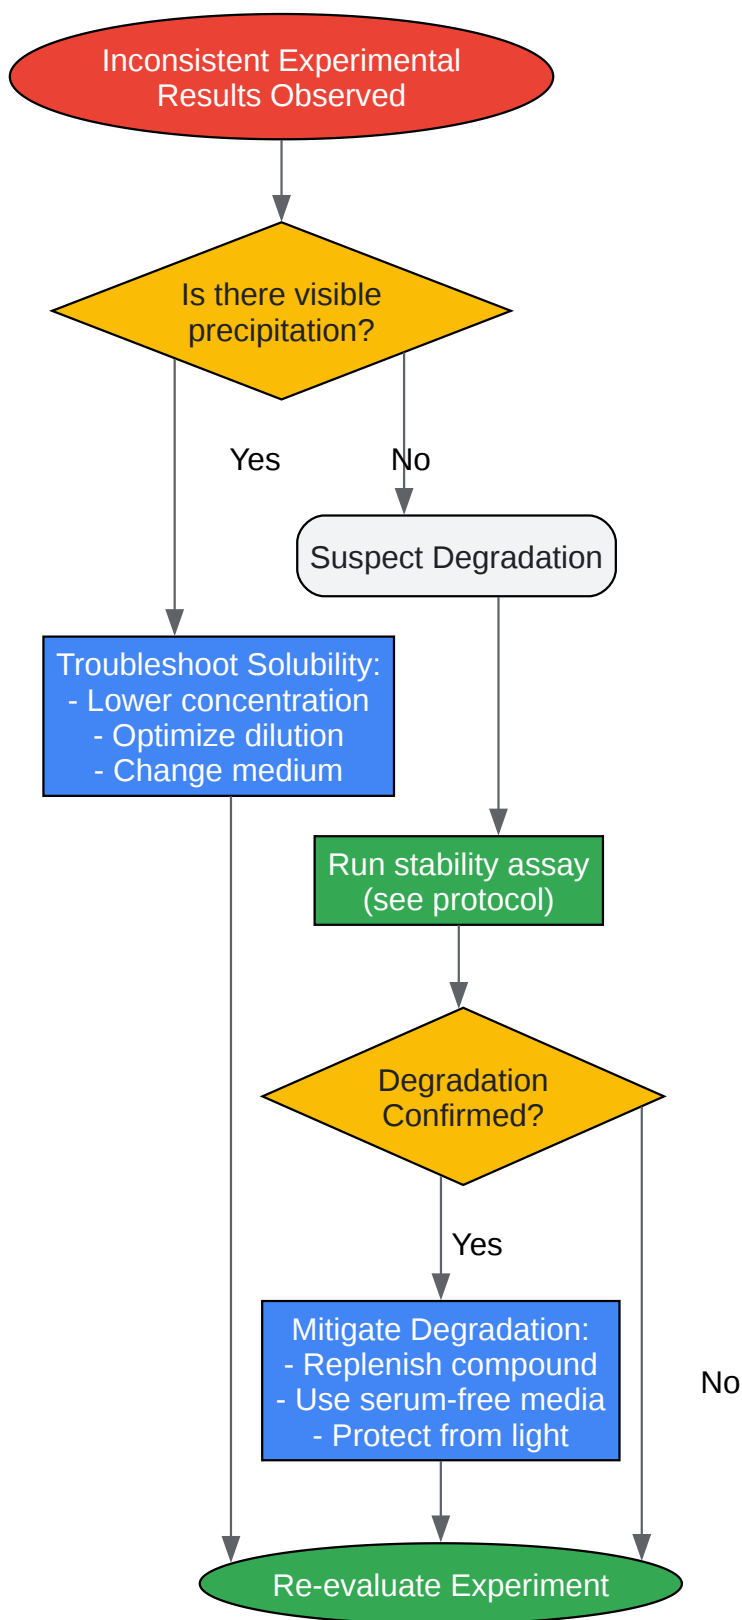 Inconsistent Experimental
Results Observed
Is there visible
precipitation?
Yes
No
Suspect Degradation
Troubleshoot Solubility:
- Lower concentration
- Optimize dilution
- Change medium
Run stability assay
(see protocol)
Degradation
Confirmed?
Yes
Mitigate Degradation:
- Replenish compound
- Use serum-free media
- Protect from light
No
Re-evaluate Experiment